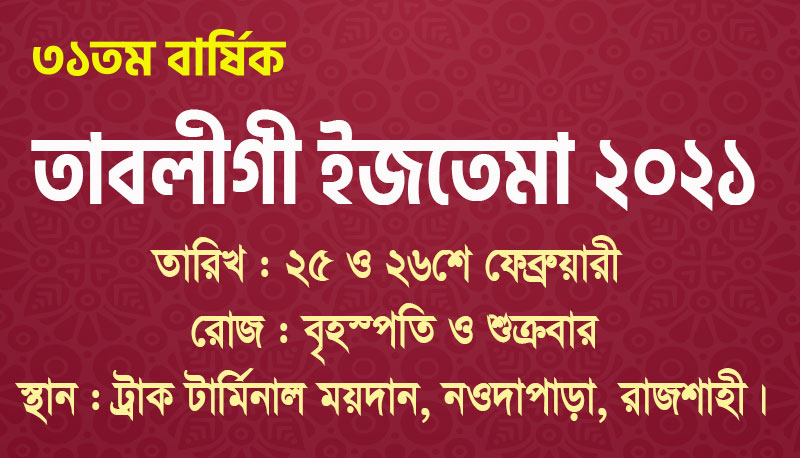 ৩১তম বার্ষিক
তাবলীগী ইজতেমা ২০২১
তারিখ : ২৫ ও ২৬শে ফেব্রুয়ারী
রোজ : বৃহস্পতি ও শুক্রবার
স্থান : ট্রাক টার্মিনাল ময়দান, নওদাপাড়া, রাজশাহী।